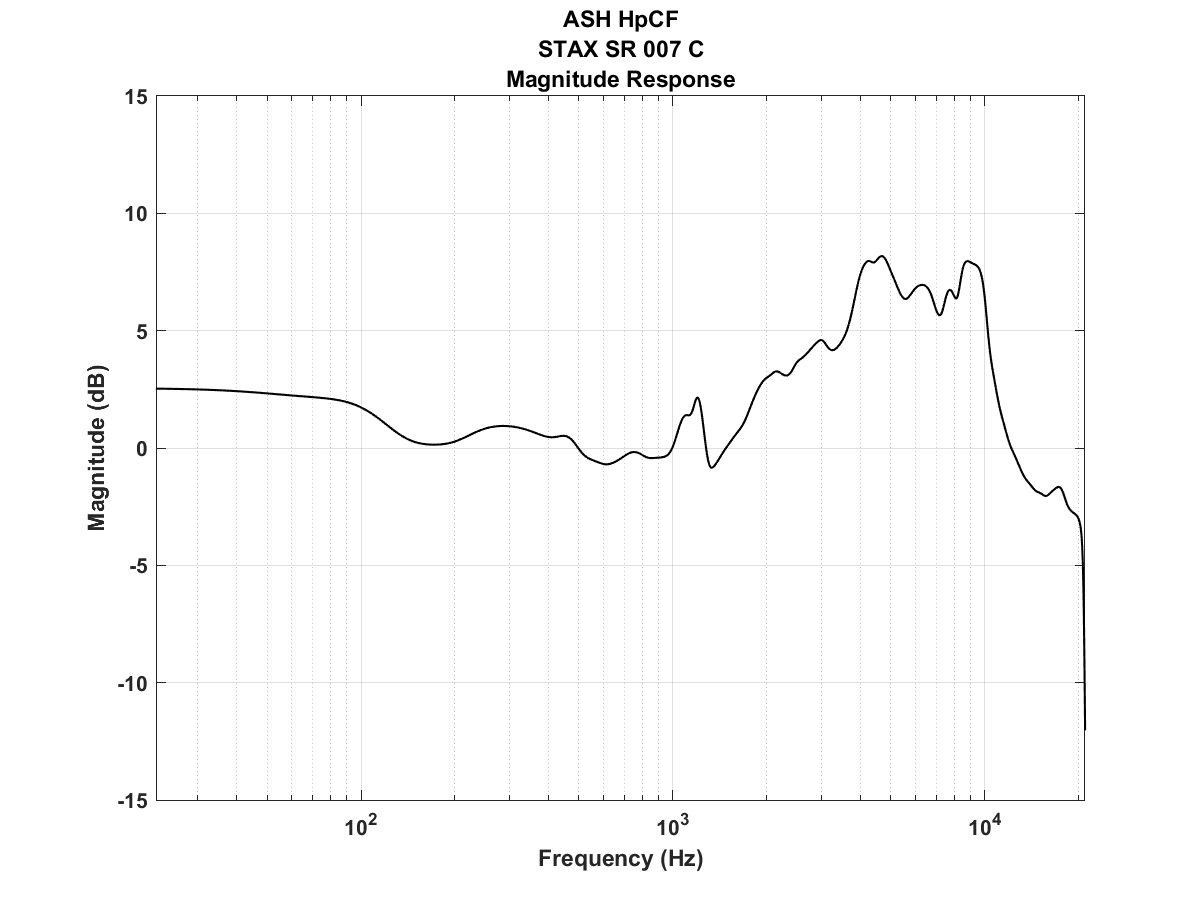 ASH HpCF
STAX SR 007 C
Magnitude Response
15
10
5
0
-5
-10
-15
Magnitude (dB)
10² 10³ 10⁴
Frequency (Hz)